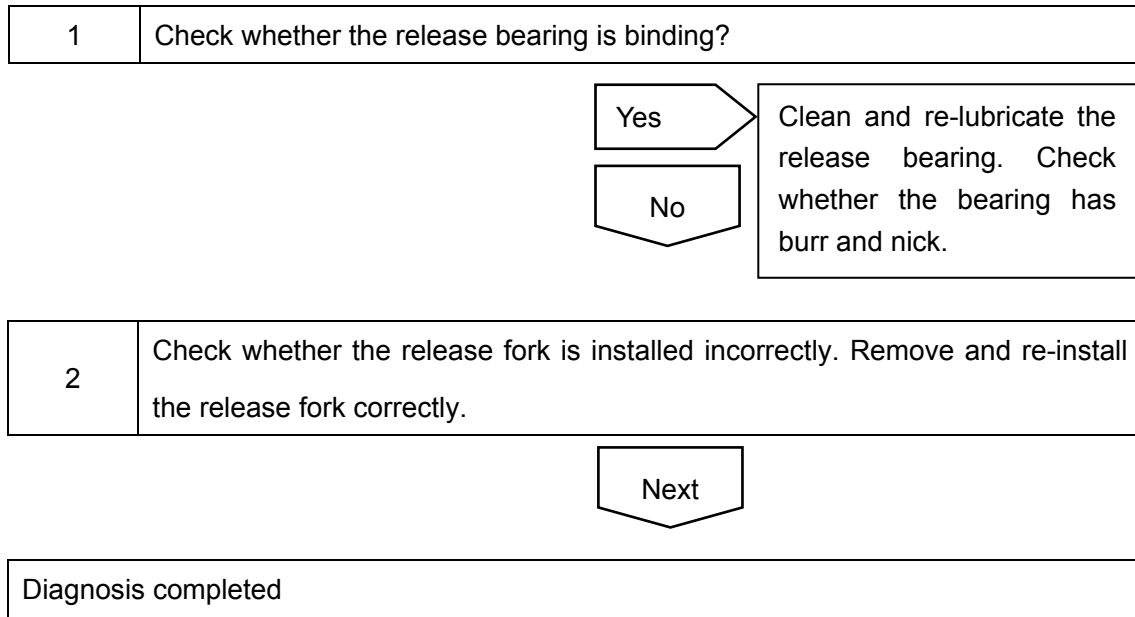 1 Check whether the release bearing is binding?
Yes
Clean and re-lubricate the
release bearing. Check
whether the bearing has
burr and nick.
No
2 Check whether the release fork is installed incorrectly. Remove and re-install
the release fork correctly.
Next
Diagnosis completed